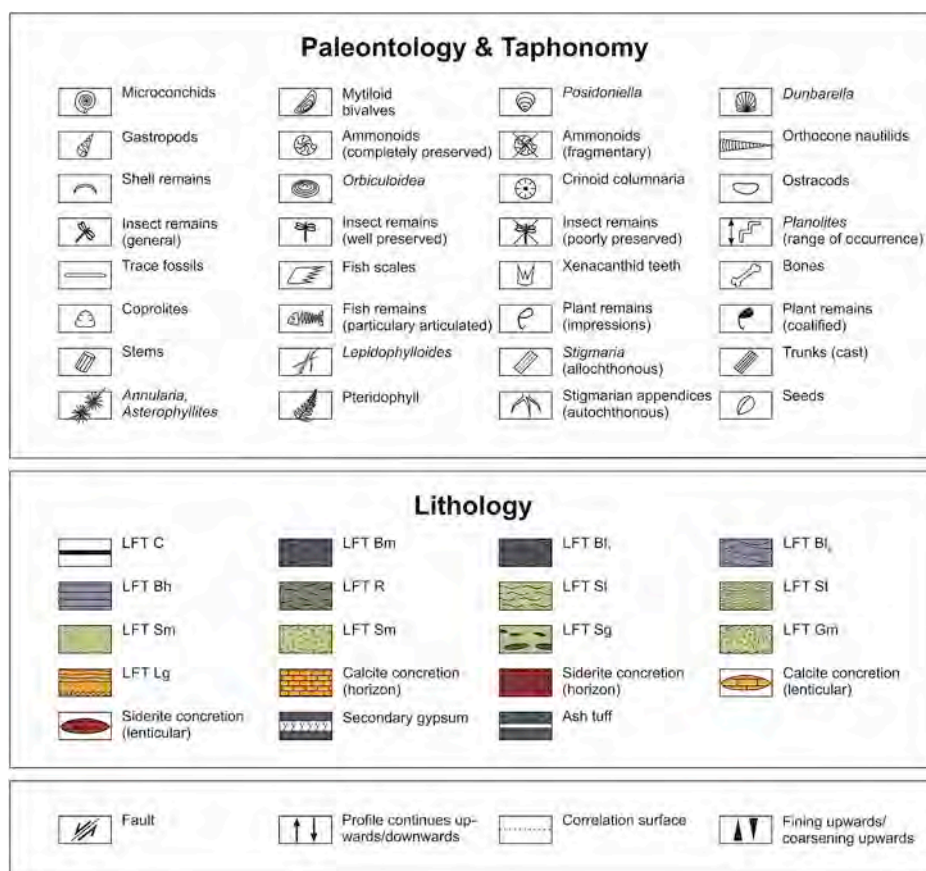 Paleontology & Taphonomy
Microconchids
Mytiloid
bivalves
Posidoniella
Dunbarella
Gastropods
Ammonoids
(completely preserved)
Ammonoids
(fragmentary)
Orthocone nautilids
Shell remains
Orbiculoidea
Crinoid columnaria
Ostracods
Insect remains
(general)
Insect remains
(well preserved)
Insect remains
(poorly preserved)
Planolites
(range of occurrence)
Trace fossils
Fish scales
Xenacanthid teeth
Bones
Coprolites
Fish remains
(particulary articulated)
Plant remains
(impressions)
Plant remains
(coalified)
Stems
Lepidophylloides
Stigmaria
(allochthonous)
Trunks (cast)
Annularia,
Asterophyllites
Pteridophyll
Stigmarian appendices
(autochthonous)
Seeds
Lithology
LFT C
LFT Bm
LFT
LFT
LFT Bh
LFT R
LFT
LFT
LFT Sm
LFT Sm
LFT Sg
LFT Gm
LFT Lg
Calcite concretion
(horizon)
Siderite concretion
(horizon)
Calcite concretion
(lenticular)
Siderite concretion
(lenticular)
Secondary gypsum
Ash tuff
Fault
Profile continues up-
wards/downwards
Correlation surface
Fining upwards/
coarsening upwards